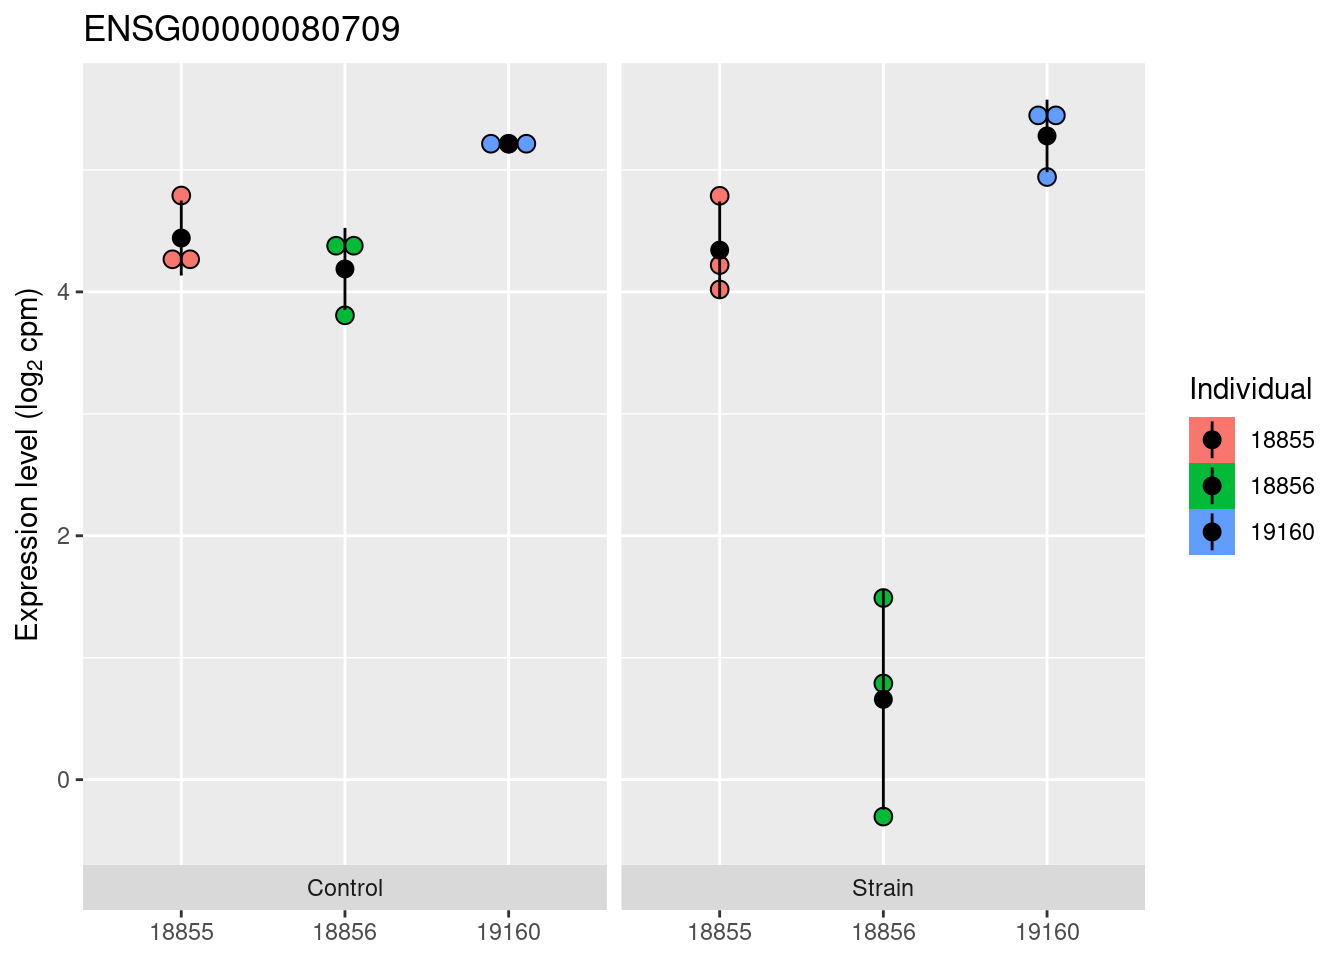 ENSG00000080709
Expression level (log₂ cpm)
4
2
0
Control
Strain
18855
18856
19160
18855
18856
19160
Individual
18855
18856
19160